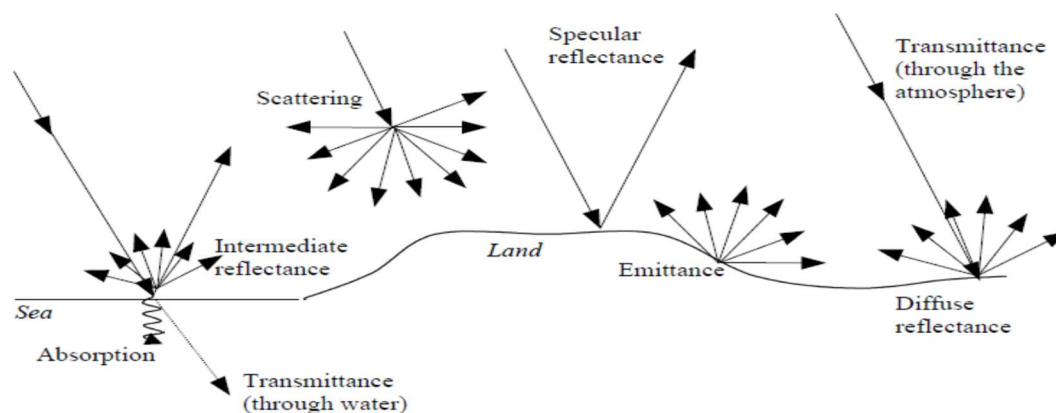 Specular
reflectance
Transmittance
(through the
atmosphere)
Scattering
Intermediate
reflectance
Land
Emittance
Sea
Diffuse
reflectance
Absorption
Transmittance
(through water)